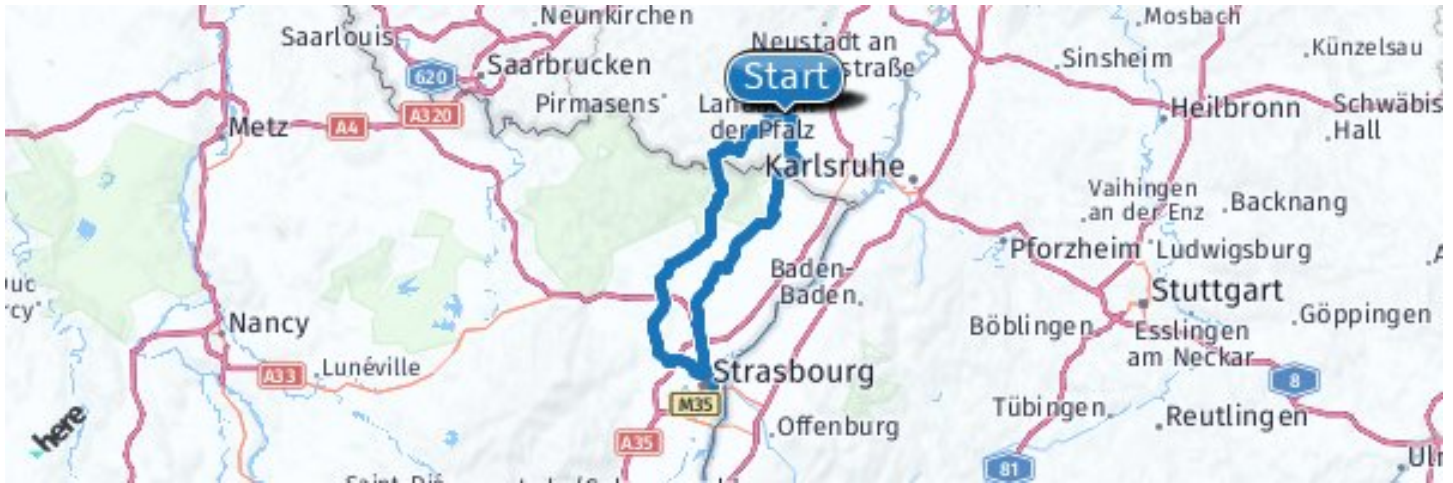 Neunkirchen
Mosbach
Saarlouis
Neustadt an
Künzelsau
Sinsheim
straße
Saarbrucken
620
Start
Pirmasens
der Pfalz
A320
Metz
A4
Heilbronn
Schwäbis
Hall
Karlsruhe
Vaihingen
an der Enz
Backnang
Pforzheim
Ludwigsburg
Baden-
Baden
Stuttgart
Nancy
Böblingen
Esslingen
am Neckar
Göppingen
A33
Lunéville
Strasbourg
8
M35
Tübingen
Reutlingen
here
A35
Offenburg
81